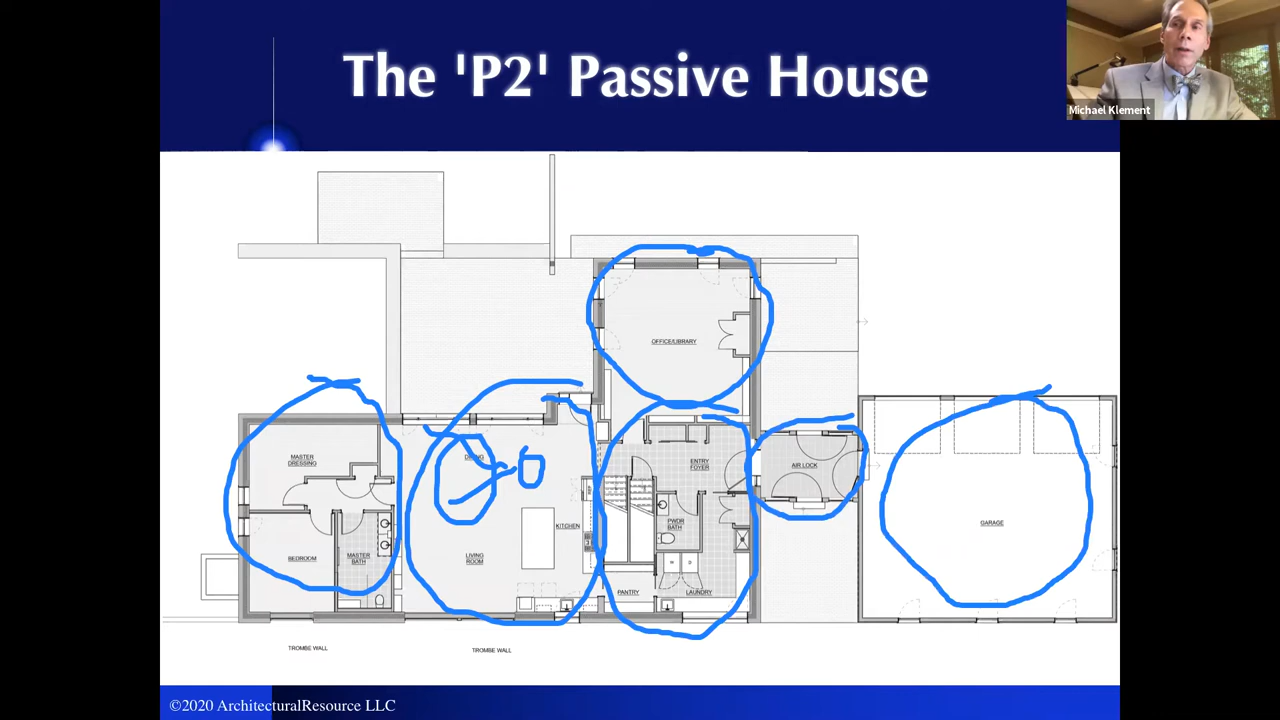 The 'P2' Passive House
Michael Klement
OFFICE/LIBRARY
MASTER
DRESSING
DINING
ENTRY
FOYER
AIR LOCK
KITCHEN
PWDR
BATH
GARAGE
BEDROOM
MASTER
BATH
LIVING
ROOM
PANTRY
LAUNDRY
TROMBE WALL
TROMBE WALL
©2020 ArchitecturalResource LLC